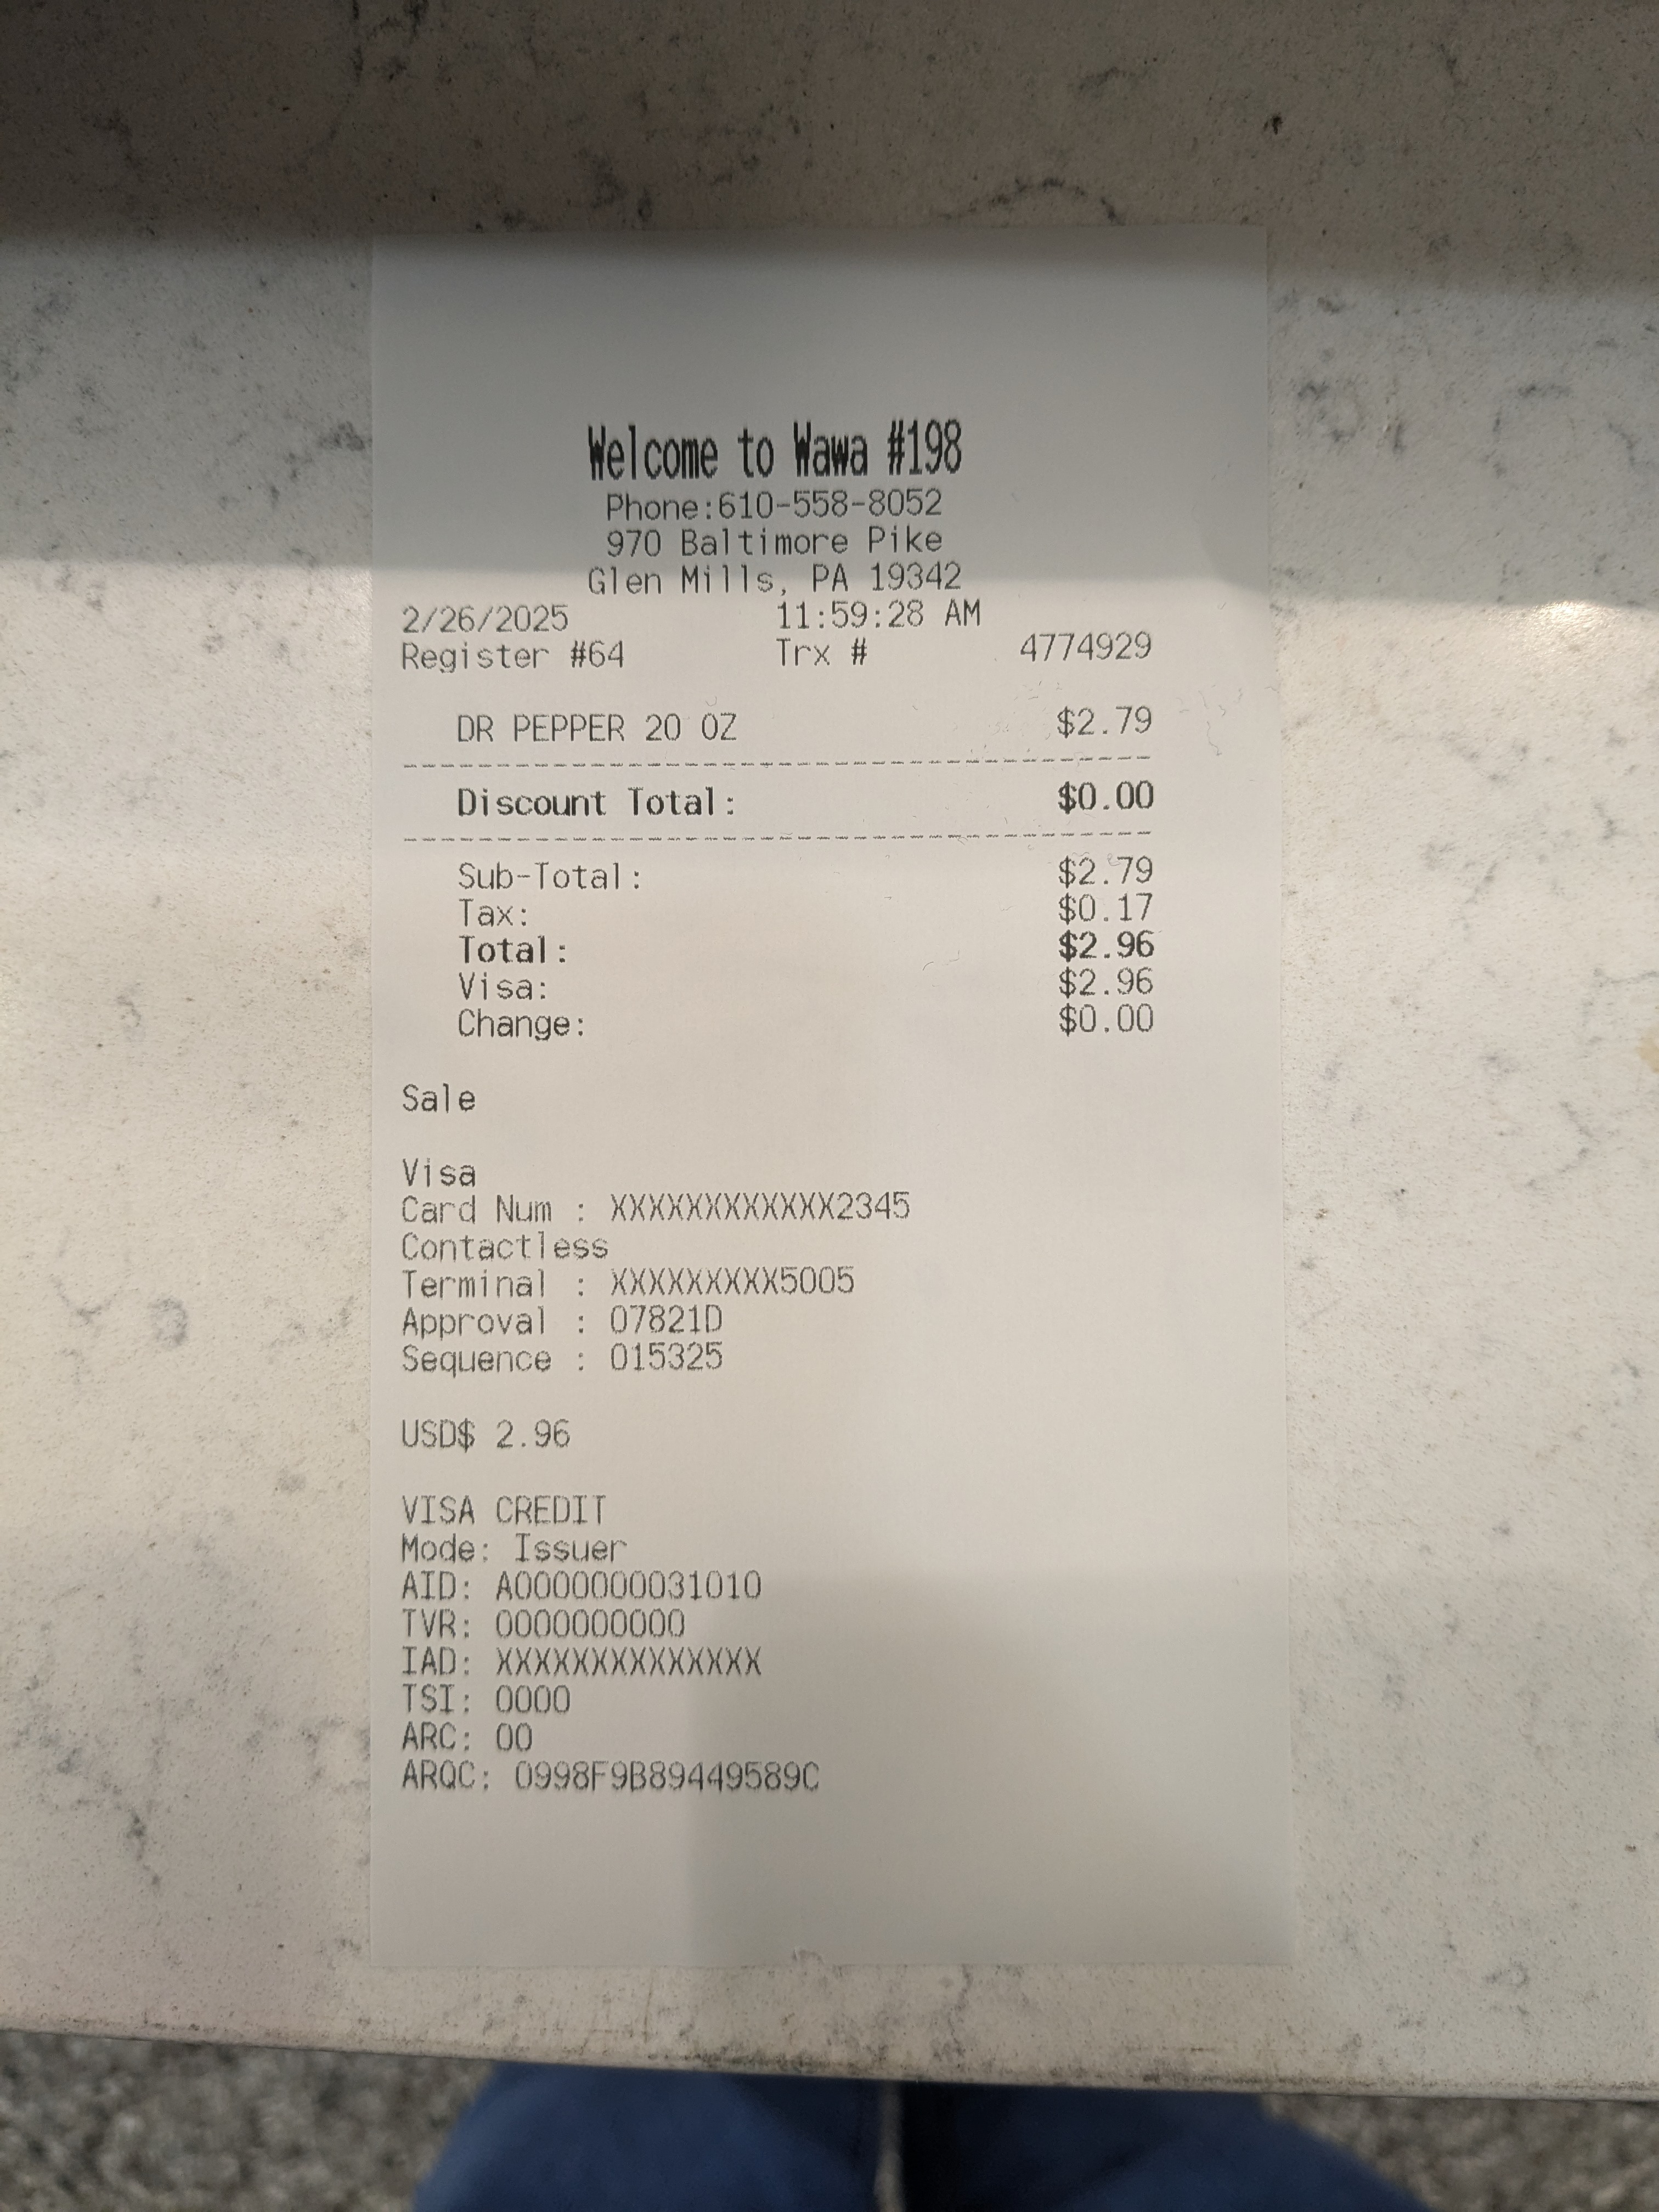 Welcome to Wawa #198
Phone:610-558-8052
970 Baltimore Pike
Glen Mills, PA 19342
2/26/2025 11:59:28 AM
Register #64 Trx # 4774929
DR PEPPER 20 OZ $2.79
Discount Total: $0.00
Sub-Total: $2.79
Tax: $0.17
Total: $2.96
Visa: $2.96
Change: $0.00
Sale
Visa
Card Num : XXXXXXXXXXXX2345
Contactless
Terminal : XXXXXXXXX5005
Approval : 07821D
Sequence : 015325
USD$ 2.96
VISA CREDIT
Mode: Issuer
AID: A0000000031010
TVR: 0000000000
IAD: XXXXXXXXXXXXXX
TSI: 0000
ARC: 00
ARQC: 0998F9B89449589C